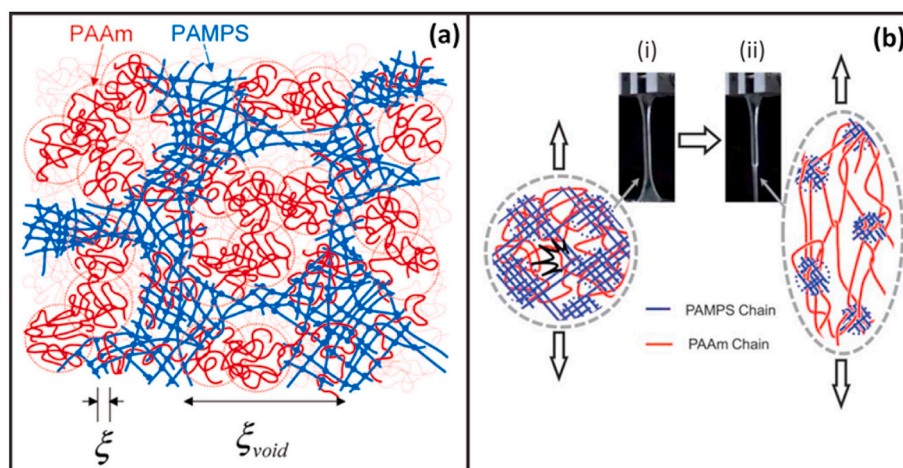 PAAm PAMPS (a)
ξ
ξvoid
(b)
(i) (ii)
PAMPS Chain
PAAm Chain